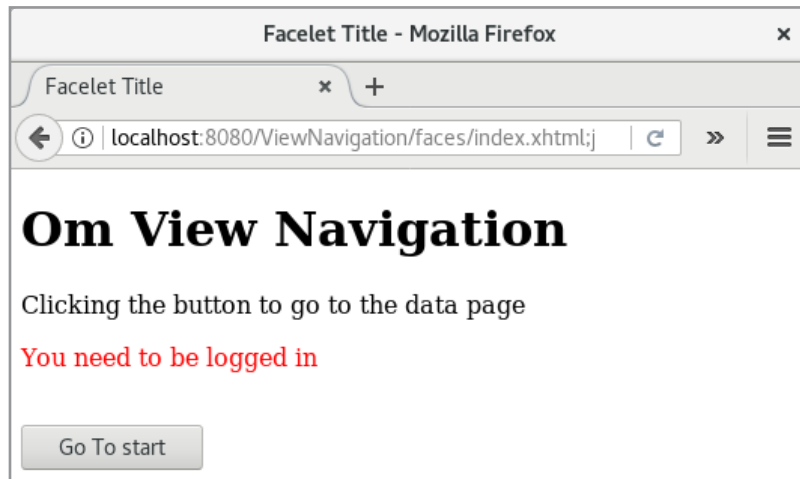 Facelet Title - Mozilla Firefox
Facelet Title
localhost:8080/ViewNavigation/faces/index.xhtml;j
Om View Navigation
Clicking the button to go to the data page
You need to be logged in
Go To start